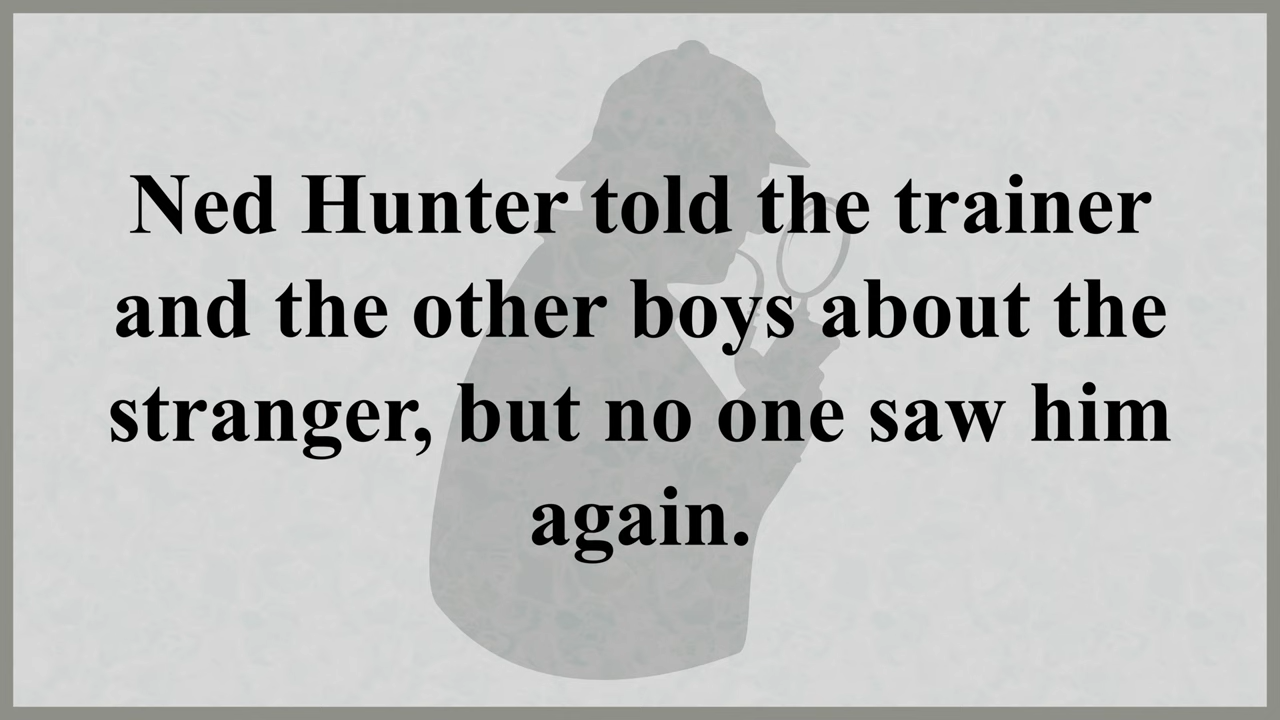 Ned Hunter told the trainer
and the other boys about the
stranger, but no one saw him
again.